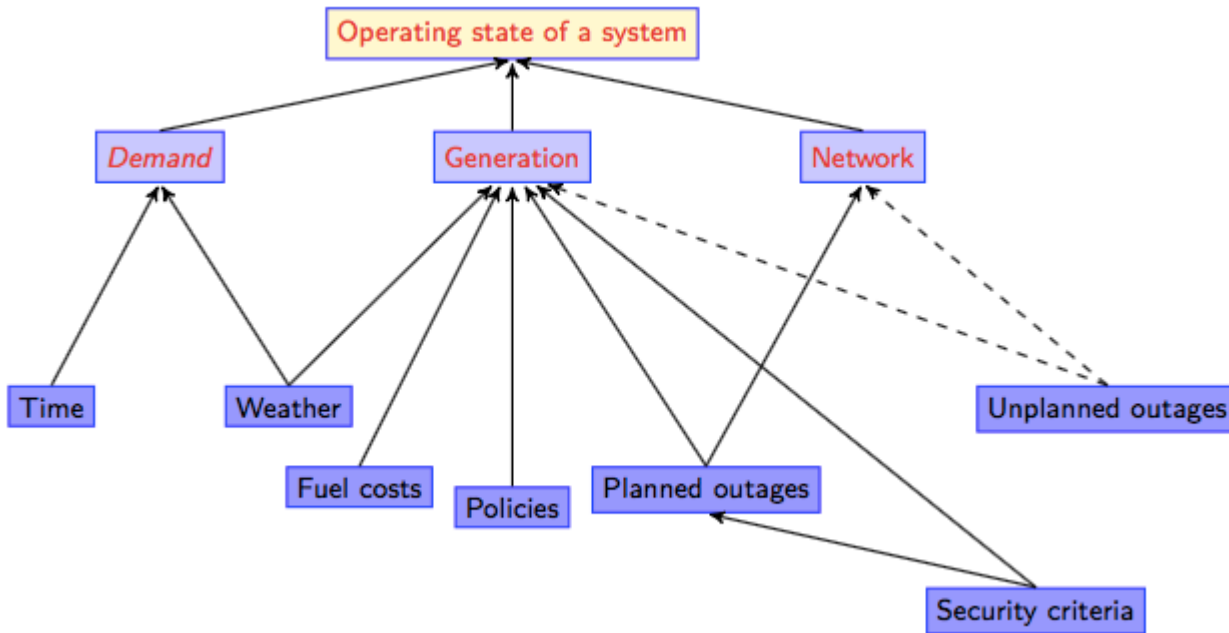 Operating state of a system
Demand
Generation
Network
Time
Weather
Unplanned outages
Fuel costs
Policies
Planned outages
Security criteria